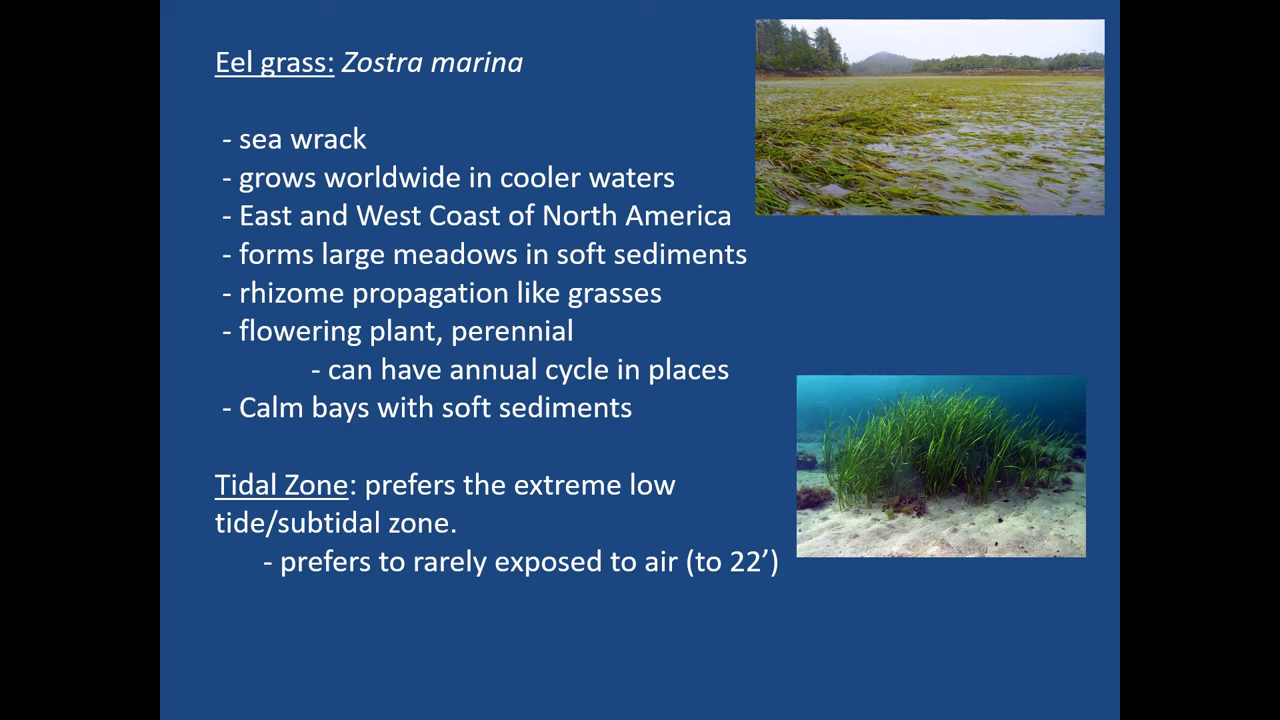 Eel grass: Zostra marina
- sea wrack
- grows worldwide in cooler waters
- East and West Coast of North America
- forms large meadows in soft sediments
- rhizome propagation like grasses
- flowering plant, perennial
- can have annual cycle in places
- Calm bays with soft sediments
Tidal Zone: prefers the extreme low
tide/subtidal zone.
- prefers to rarely exposed to air (to 22’)